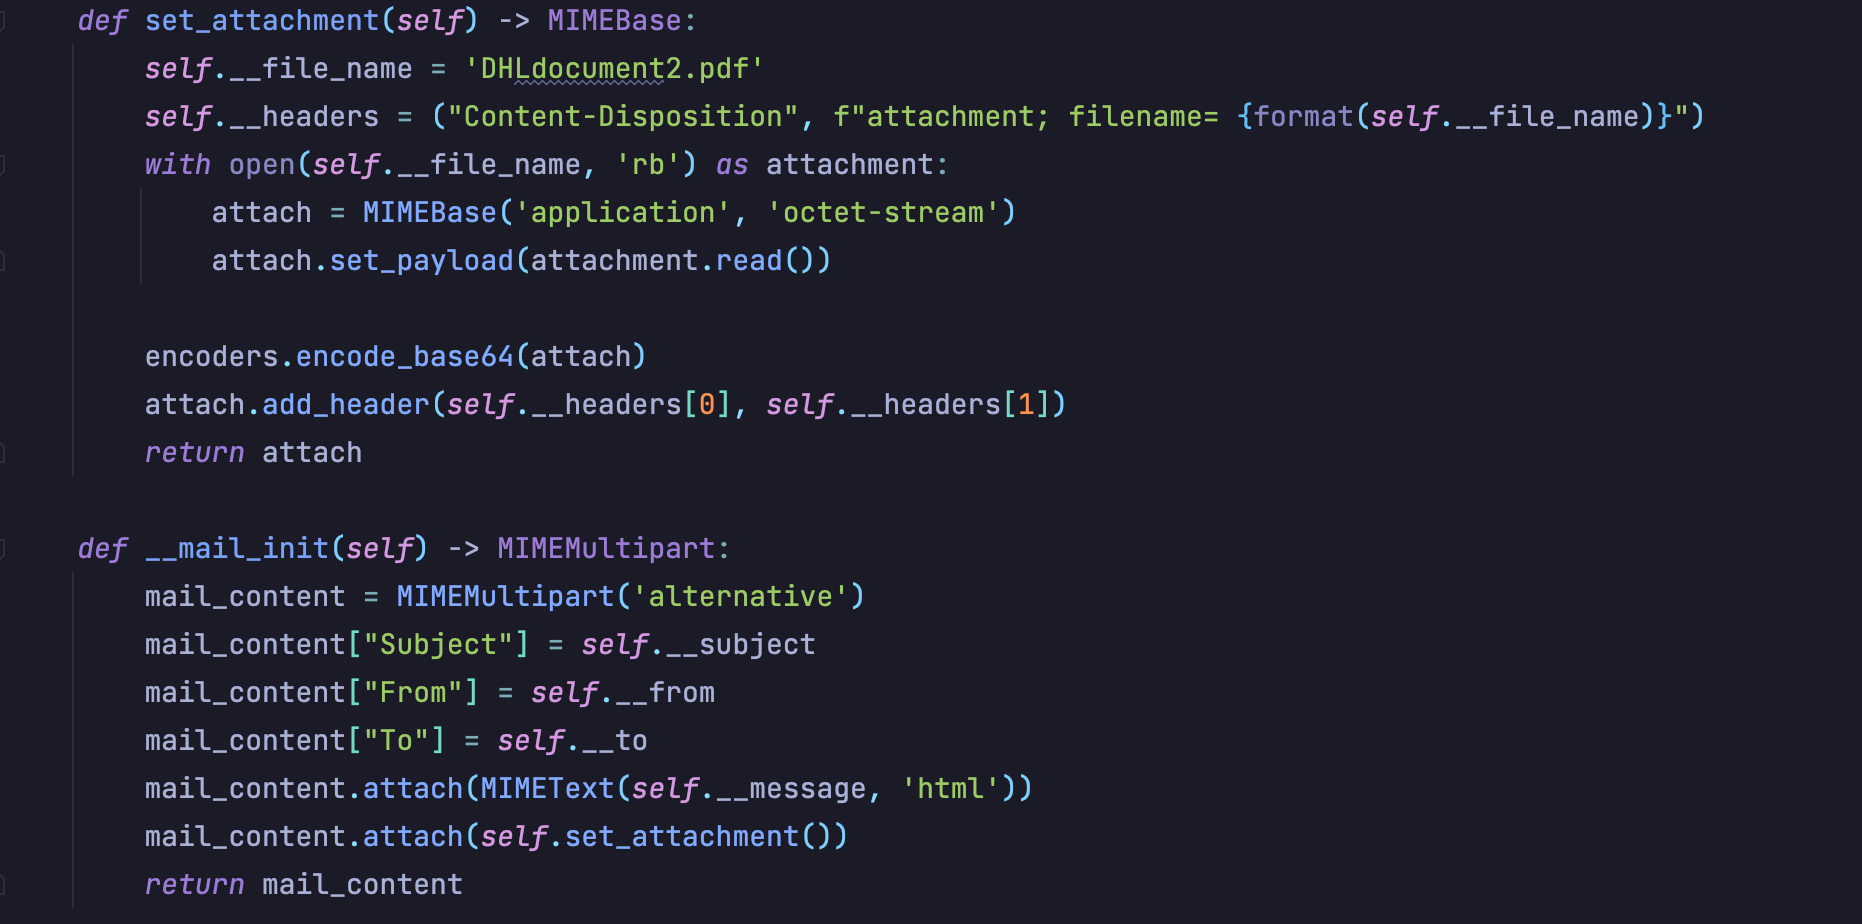 def set_attachment(self) -> MIMEBase:
self.__file_name = 'DHLdocument2.pdf'
self.__headers = ("Content-Disposition", f"attachment; filename= {format(self.__file_name)}")
with open(self.__file_name, 'rb') as attachment:
attach = MIMEBase('application', 'octet-stream')
attach.set_payload(attachment.read())
encoders.encode_base64(attach)
attach.add_header(self.__headers[0], self.__headers[1])
return attach
def __mail_init(self) -> MIMEMultipart:
mail_content = MIMEMultipart('alternative')
mail_content["Subject"] = self.__subject
mail_content["From"] = self.__from
mail_content["To"] = self.__to
mail_content.attach(MIMEText(self.__message, 'html'))
mail_content.attach(self.set_attachment())
return mail_content